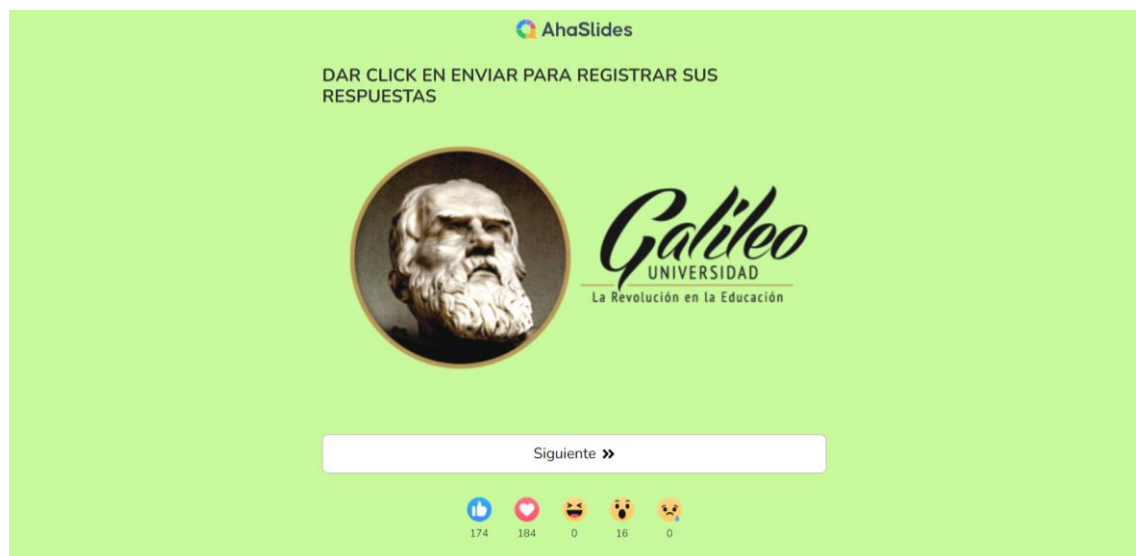 AhaSlides
DAR CLICK EN ENVIAR PARA REGISTRAR SUS
RESPUESTAS
Galileo
UNIVERSIDAD
La Revolución en la Educación
Siguiente »
174 184 0 16 0